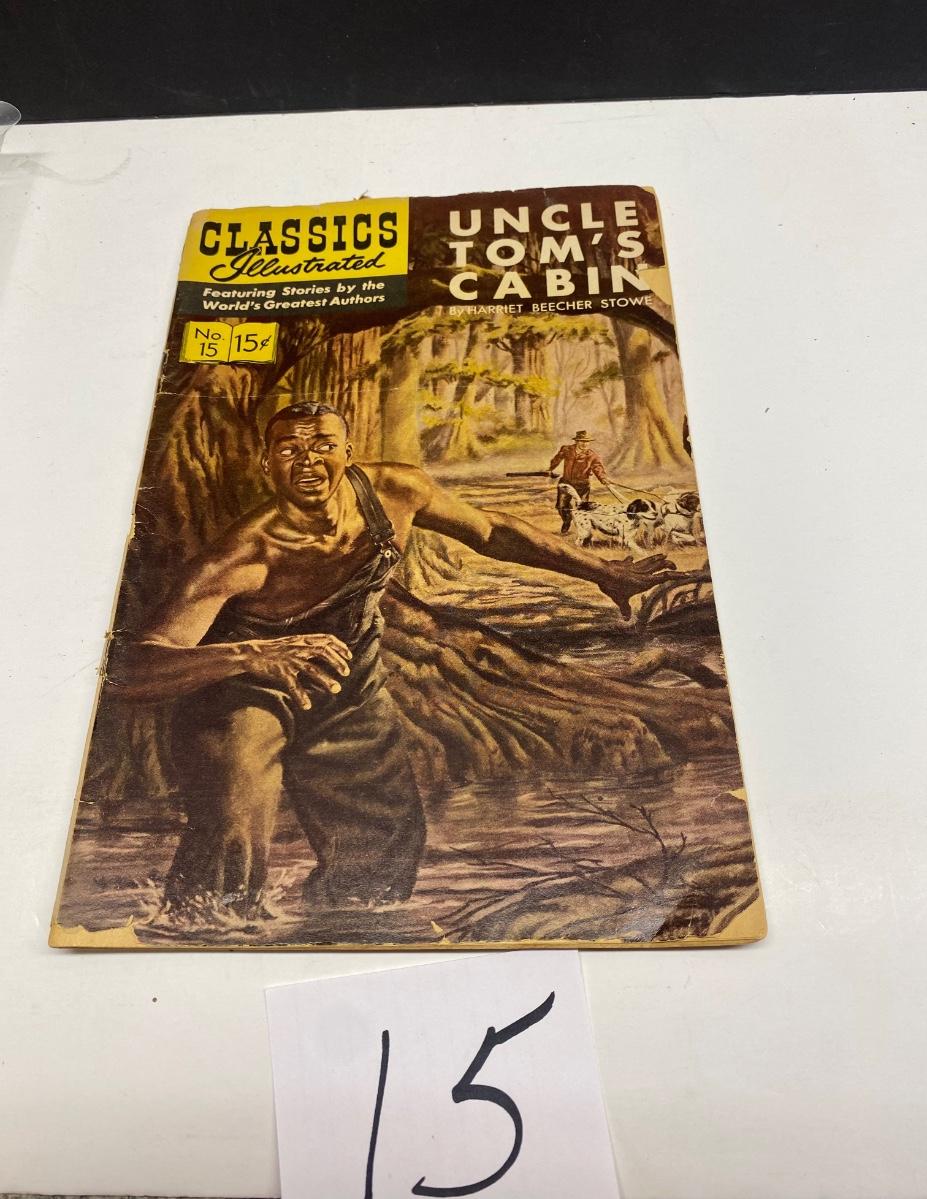 CLASSICS
Illustrated
Featuring Stories by the
World's Greatest Authors
No. 15 15¢
UNCLE
TOM'S
CABIN
By HARRIET BEECHER STOWE
15